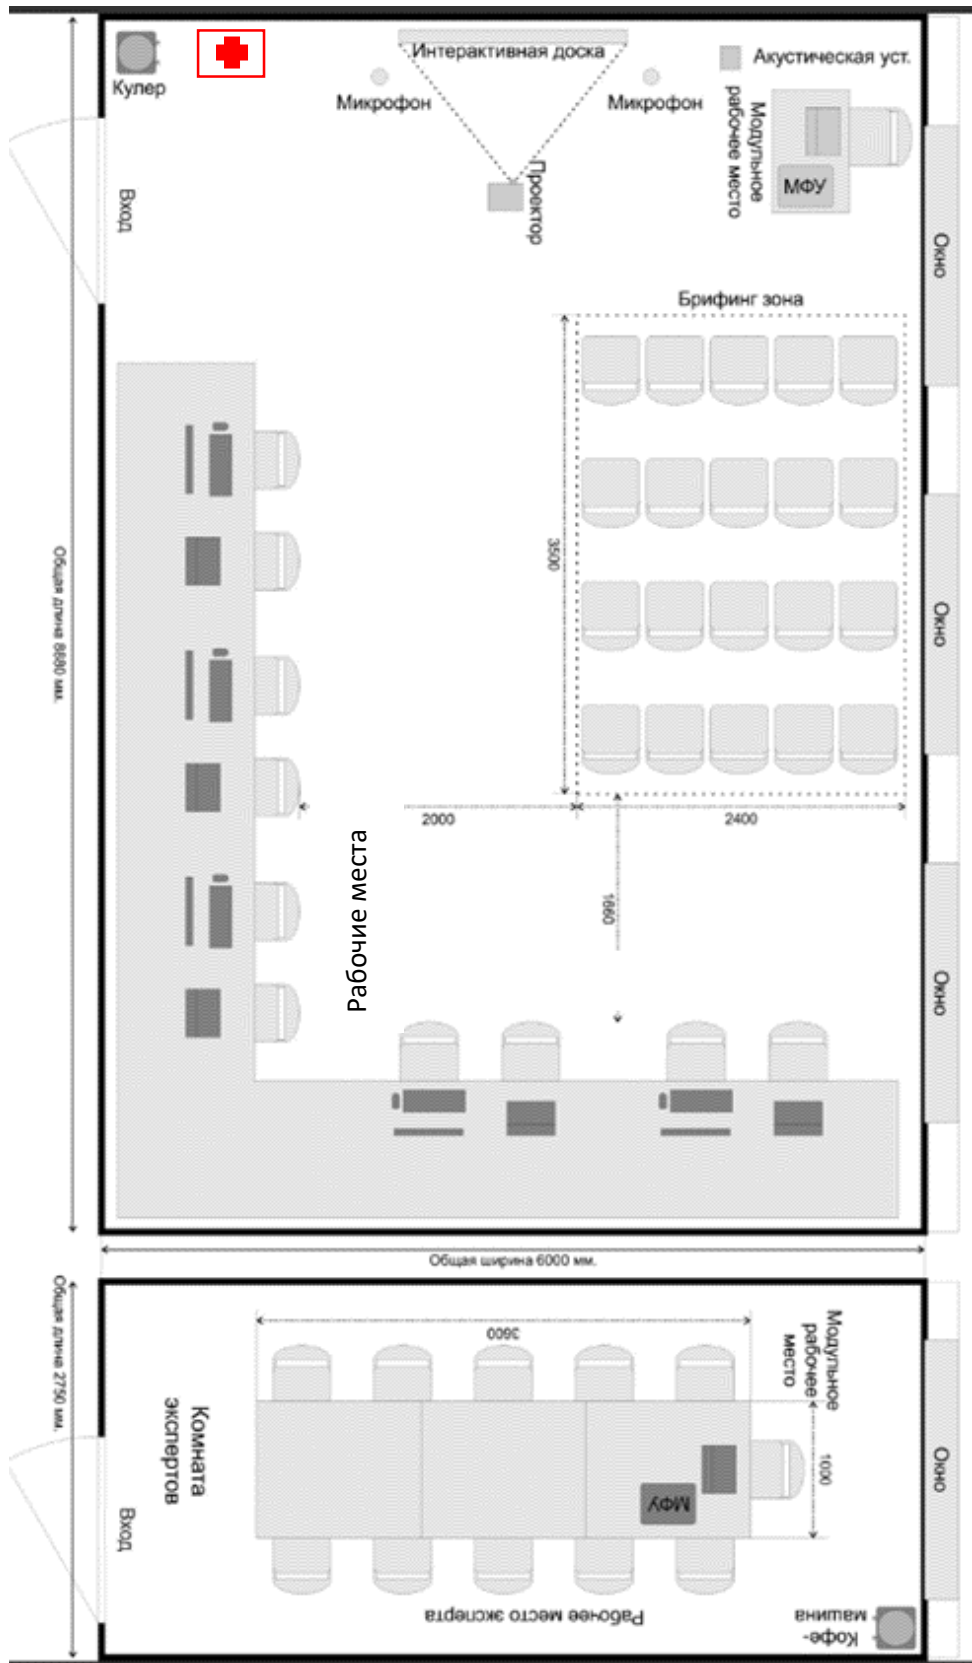 Интерактивная доска
Акустическая уст.
Кулер
Микрофон
Микрофон
Модульное
рабочее место
МФУ
Проектор
Вход
Окно
Брифинг зона
3500
Окно
Общая длина 8680 мм.
2000
2400
Рабочие места
1660
Окно
Общая ширина 6000 мм.
Общая длина 2750 мм.
3600
Модульное
рабочее
место
Комната
экспертов
1000
Окно
МФУ
Вход
Рабочее место эксперта
Кофе-
машина